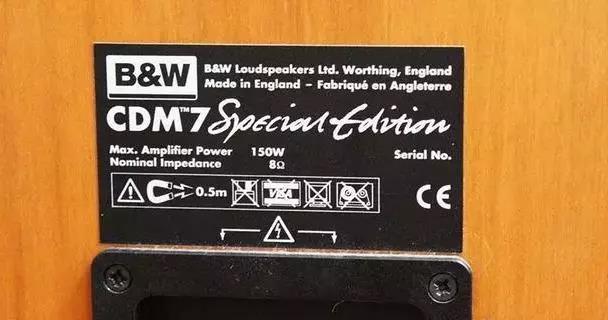 B&W
B&W Loudspeakers Ltd. Worthing, England
Made in England - Fabriqué en Angleterre
CDM™7 Special Edition
Max. Amplifier Power 150W
Nominal Impedance 8Ω
Serial No.
0.5m VISA
CE